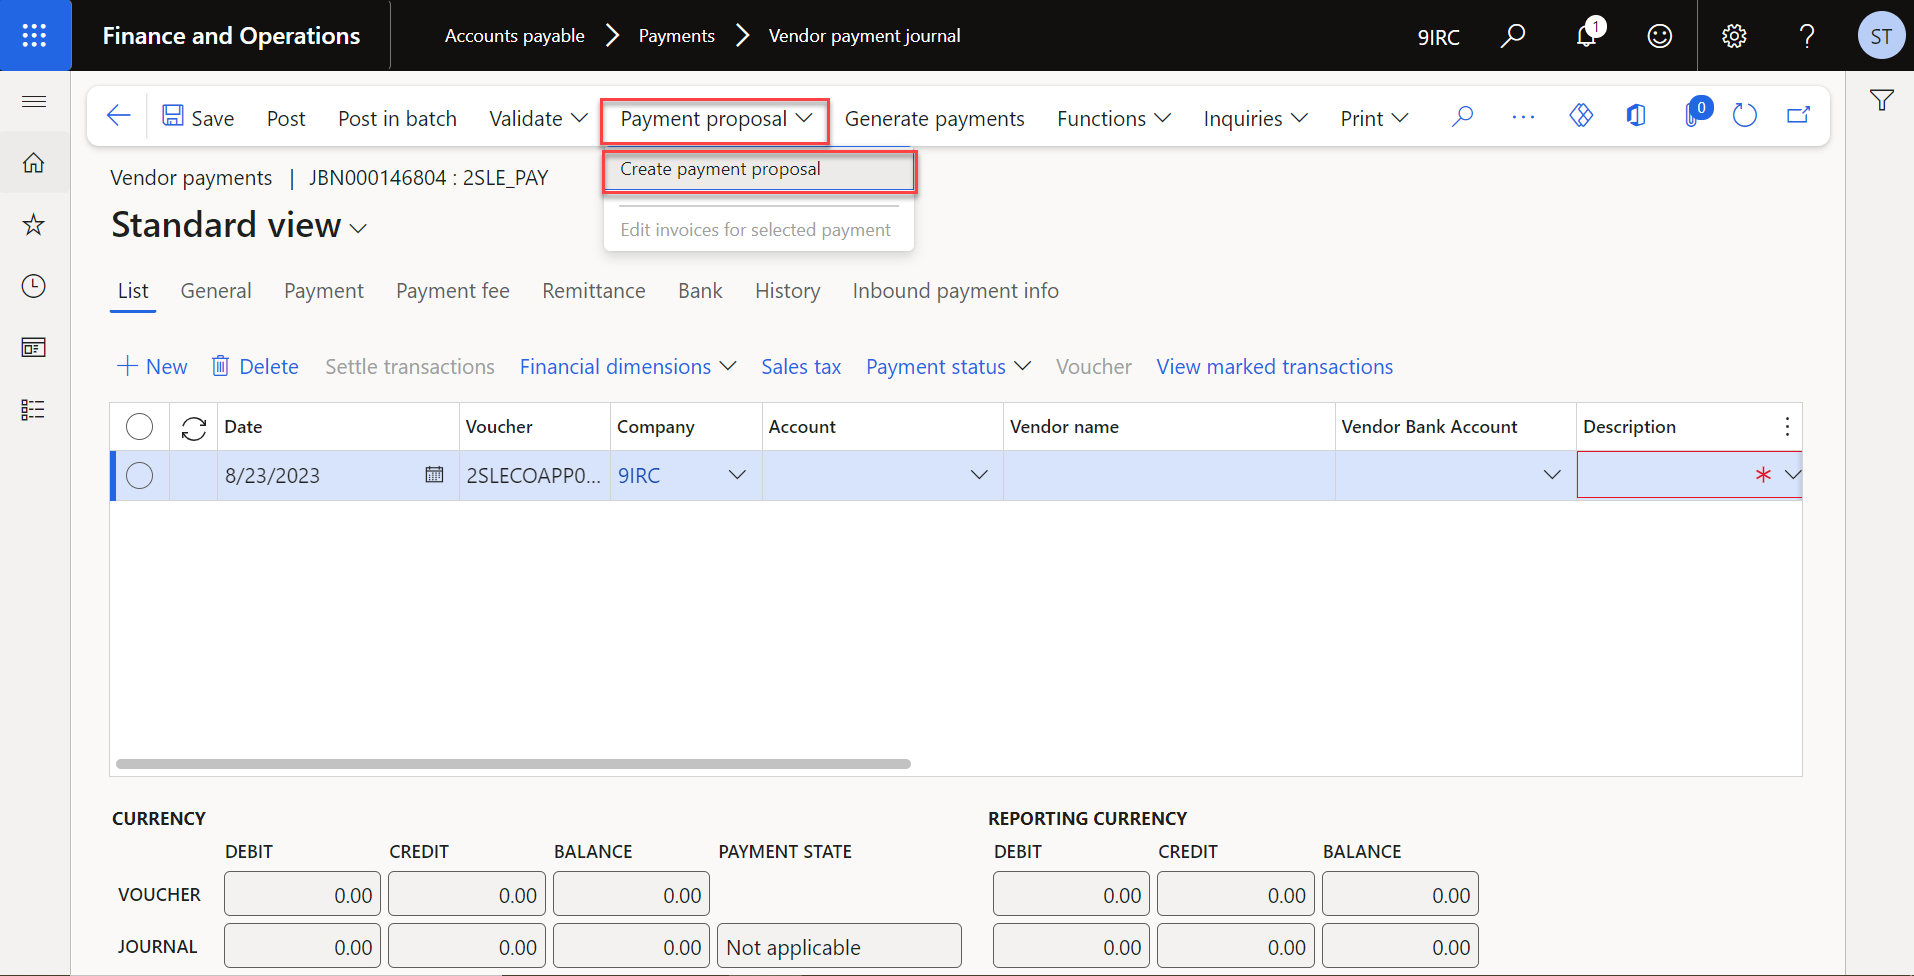 Finance and Operations Accounts payable Payments Vendor payment journal 9IRC 1 ? ST
Save Post Post in batch Validate Payment proposal Generate payments Functions Inquiries Print ... 0
Create payment proposal
Vendor payments | JBN000146804 : 2SLE_PAY
Standard view
Edit invoices for selected payment
List General Payment Payment fee Remittance Bank History Inbound payment info
New Delete Settle transactions Financial dimensions Sales tax Payment status Voucher View marked transactions
Date Voucher Company Account Vendor name Vendor Bank Account Description
8/23/2023 2SLECOAPP0... 9IRC *
CURRENCY REPORTING CURRENCY
DEBIT CREDIT BALANCE PAYMENT STATE DEBIT CREDIT BALANCE
VOUCHER 0.00 0.00 0.00 0.00 0.00 0.00
JOURNAL 0.00 0.00 0.00 Not applicable 0.00 0.00 0.00